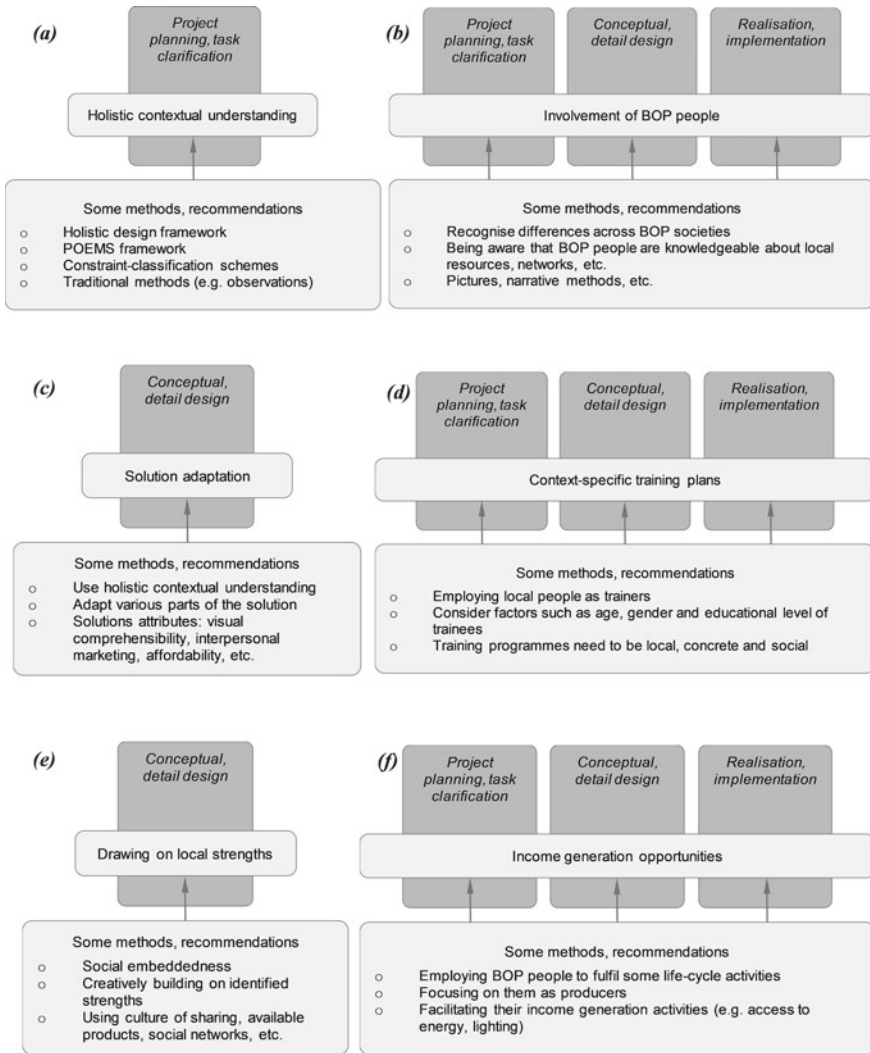 (a)
Project
planning, task
clarification
Holistic contextual understanding
Some methods, recommendations
o Holistic design framework
o POEMS framework
o Constraint-classification schemes
o Traditional methods (e.g. observations)
(b)
Project
planning, task
clarification
Conceptual,
detail design
Realisation,
implementation
Involvement of BOP people
Some methods, recommendations
o Recognise differences across BOP societies
o Being aware that BOP people are knowledgeable about local
resources, networks, etc.
o Pictures, narrative methods, etc.
(c)
Conceptual,
detail design
Solution adaptation
Some methods, recommendations
o Use holistic contextual understanding
o Adapt various parts of the solution
o Solutions attributes: visual
comprehensibility, interpersonal
marketing, affordability, etc.
(d)
Project
planning, task
clarification
Conceptual,
detail design
Realisation,
implementation
Context-specific training plans
Some methods, recommendations
o Employing local people as trainers
o Consider factors such as age, gender and educational level of
trainees
o Training programmes need to be local, concrete and social
(e)
Conceptual,
detail design
Drawing on local strengths
Some methods, recommendations
o Social embeddedness
o Creatively building on identified
strengths
o Using culture of sharing, available
products, social networks, etc.
(f)
Project
planning, task
clarification
Conceptual,
detail design
Realisation,
implementation
Income generation opportunities
Some methods, recommendations
o Employing BOP people to fulfil some life-cycle activities
o Focusing on them as producers
o Facilitating their income generation activities (e.g. access to
energy, lighting)